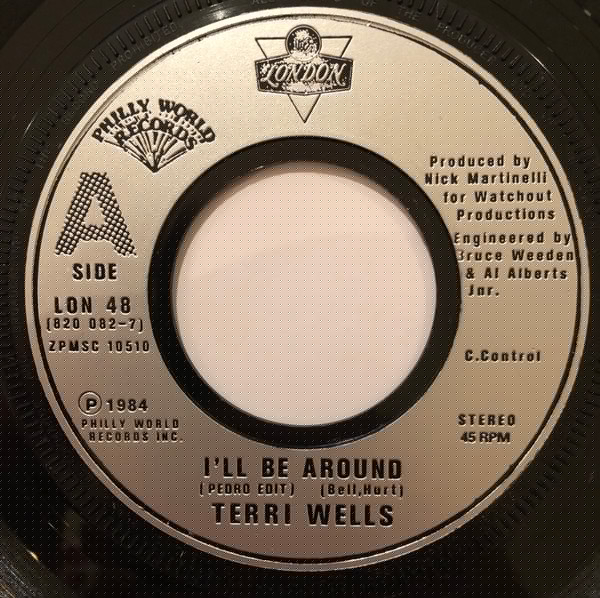 LONDON
PHILLY WORLD
RECORDS
A
SIDE
LON 48
(820 082-7)
ZPMSC 10510
Ⓟ 1984
PHILLY WORLD
RECORDS INC.
Produced by
Nick Martinelli
for Watchout
Productions
Engineered by
Bruce Weeden
& Al Alberts
Jnr.
C.Control
STEREO
45 RPM
I'LL BE AROUND
(PEDRO EDIT) (Bell,Hurt)
TERRI WELLS